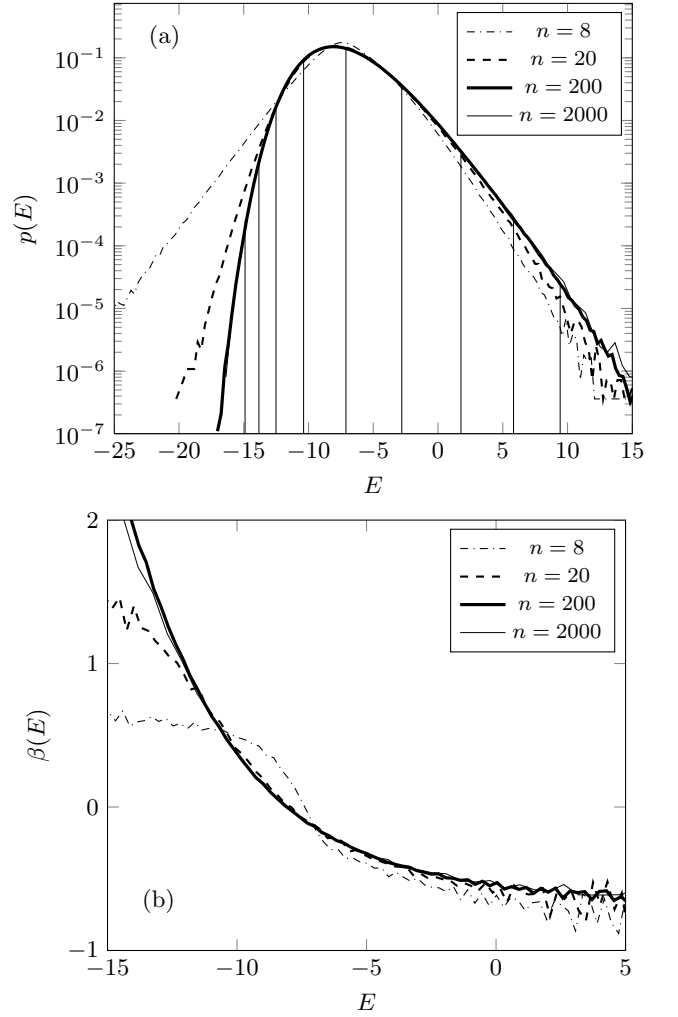 (a)
n = 8
n = 20
n = 200
n = 2000
10⁻¹
10⁻²
10⁻³
10⁻⁴
10⁻⁵
10⁻⁶
10⁻⁷
p(E)
−25 −20 −15 −10 −5 0 5 10 15
E
n = 8
n = 20
n = 200
n = 2000
2
1
0
−1
β(E)
(b)
−15 −10 −5 0 5
E